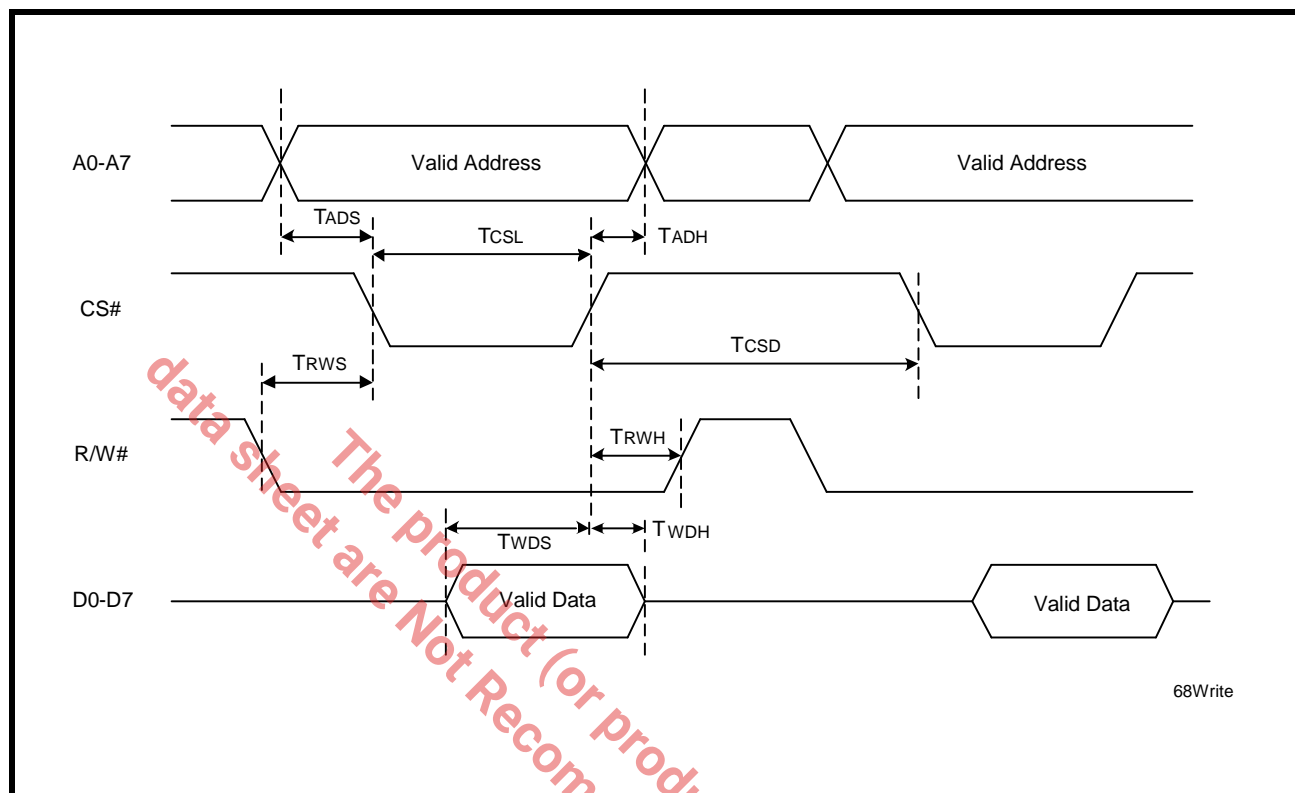 A0-A7
Valid Address
Valid Address
TADS
TCSL
TADH
CS#
TCSD
TRWS
R/W#
TRWH
TWDS
TWDH
D0-D7
Valid Data
Valid Data
68Write
The product (or produ
data sheet are Not Recom